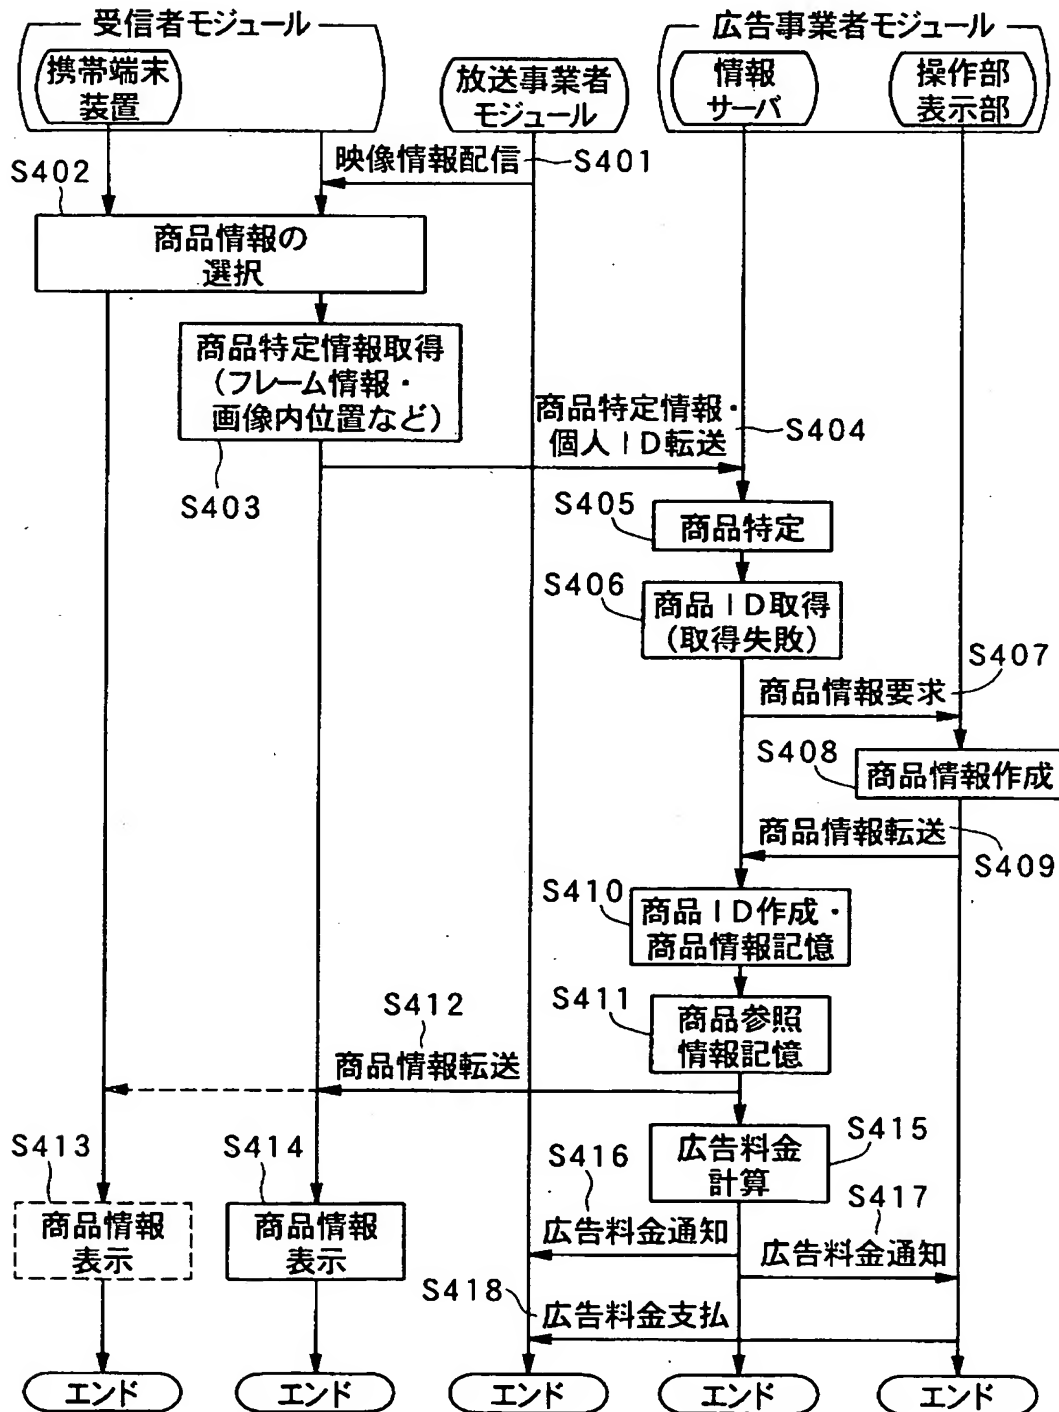 受信者モジュール
広告事業者モジュール
携帯端末
装置
放送事業者
モジュール
情報
サーバ
操作部
表示部
映像情報配信
S401
S402
商品情報の
選択
商品特定情報取得
(フレーム情報・
画像内位置など)
S403
商品特定情報・
個人ID転送
S404
S405
商品特定
S406
商品ID取得
(取得失敗)
S407
商品情報要求
S408
商品情報作成
商品情報転送
S409
S410
商品ID作成・
商品情報記憶
S411
商品参照
情報記憶
S412
商品情報転送
S413
商品情報
表示
S414
商品情報
表示
S415
広告料金
計算
S416
広告料金通知
S417
広告料金通知
S418
広告料金支払
エンド
エンド
エンド
エンド
エンド